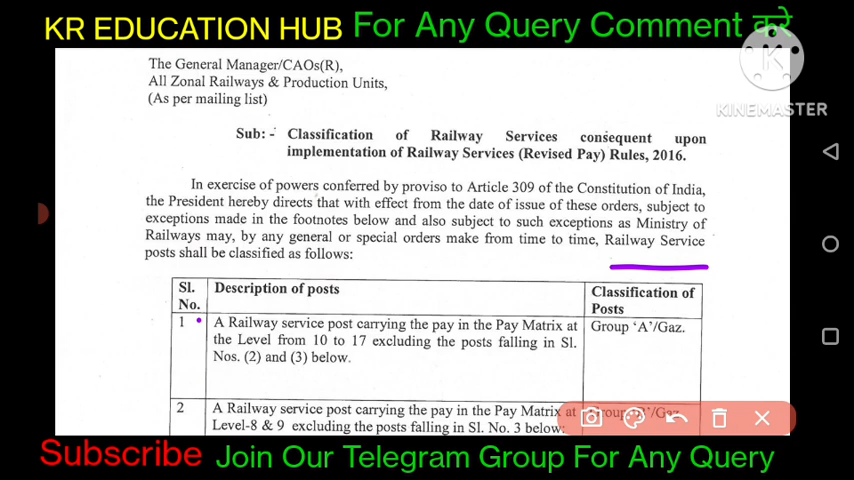 KR EDUCATION HUB For Any Query Comment करे
K
KINEMASTER
The General Manager/CAOs(R),
All Zonal Railways & Production Units,
(As per mailing list)
Sub: - Classification of Railway Services consequent upon
implementation of Railway Services (Revised Pay) Rules, 2016.
In exercise of powers conferred by proviso to Article 309 of the Constitution of India,
the President hereby directs that with effect from the date of issue of these orders, subject to
exceptions made in the footnotes below and also subject to such exceptions as Ministry of
Railways may, by any general or special orders make from time to time, Railway Service
posts shall be classified as follows:
Sl. No. Description of posts Classification of Posts
1 A Railway service post carrying the pay in the Pay Matrix at Group 'A'/Gaz.
the Level from 10 to 17 excluding the posts falling in Sl.
Nos. (2) and (3) below.
2 A Railway service post carrying the pay in the Pay Matrix at
Level-8 & 9 excluding the posts falling in Sl. No. 3 below:
Subscribe Join Our Telegram Group For Any Query